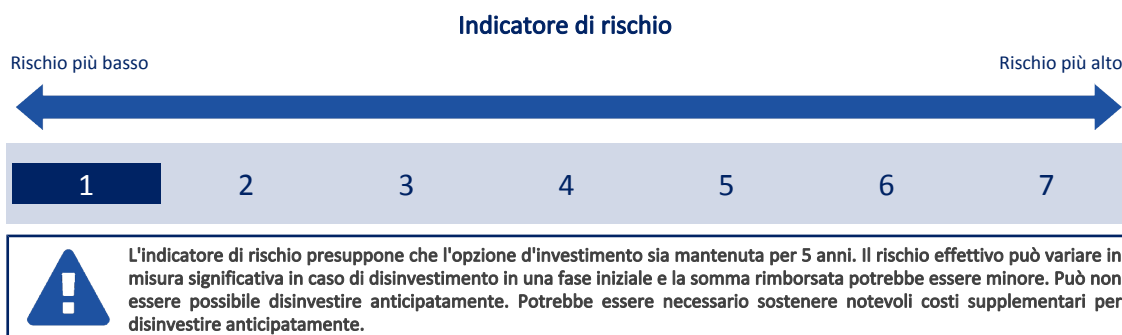 Indicatore di rischio
Rischio più basso
Rischio più alto
1 2 3 4 5 6 7
L'indicatore di rischio presuppone che l'opzione d'investimento sia mantenuta per 5 anni. Il rischio effettivo può variare in
misura significativa in caso di disinvestimento in una fase iniziale e la somma rimborsata potrebbe essere minore. Può non
essere possibile disinvestire anticipatamente. Potrebbe essere necessario sostenere notevoli costi supplementari per
disinvestire anticipatamente.